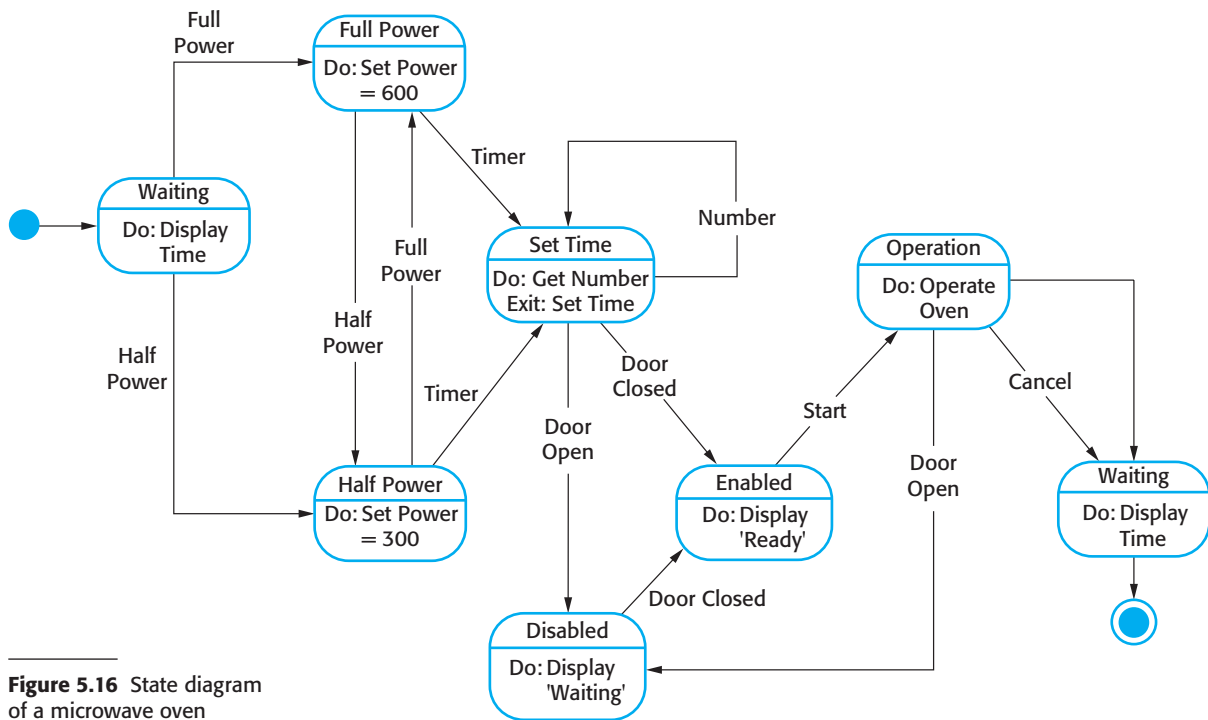 Full
Power
Full Power
Do: Set Power
= 600
Timer
Waiting
Do: Display
Time
Full
Power
Number
Set Time
Do: Get Number
Exit: Set Time
Operation
Do: Operate
Oven
Half
Power
Half
Power
Timer
Door
Closed
Door
Open
Start
Cancel
Door
Open
Half Power
Do: Set Power
= 300
Enabled
Do: Display
'Ready'
Waiting
Do: Display
Time
Door Closed
Disabled
Do: Display
'Waiting'
Figure 5.16 State diagram
of a microwave oven